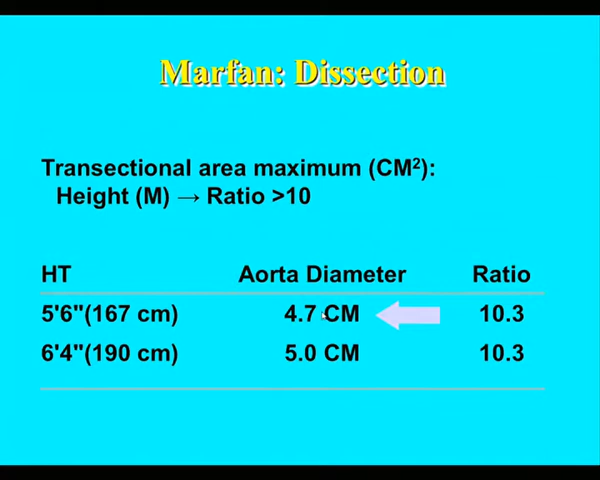 Marfan: Dissection
Transectional area maximum (CM²):
Height (M) → Ratio >10
HT Aorta Diameter Ratio
5'6"(167 cm) 4.7 CM 10.3
6'4"(190 cm) 5.0 CM 10.3